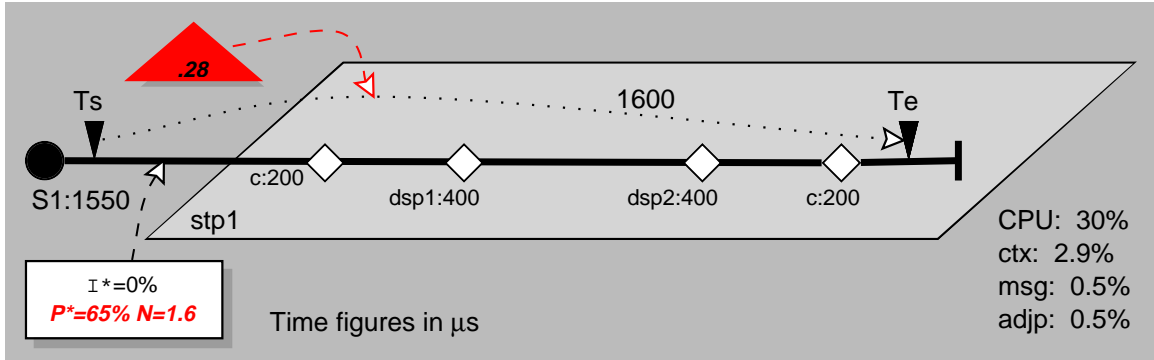 .28
Ts
1600
Te
c:200
S1:1550
dsp1:400
dsp2:400
c:200
stp1
CPU: 30%
ctx: 2.9%
msg: 0.5%
adjp: 0.5%
I*=0%
P*=65% N=1.6
Time figures in μs